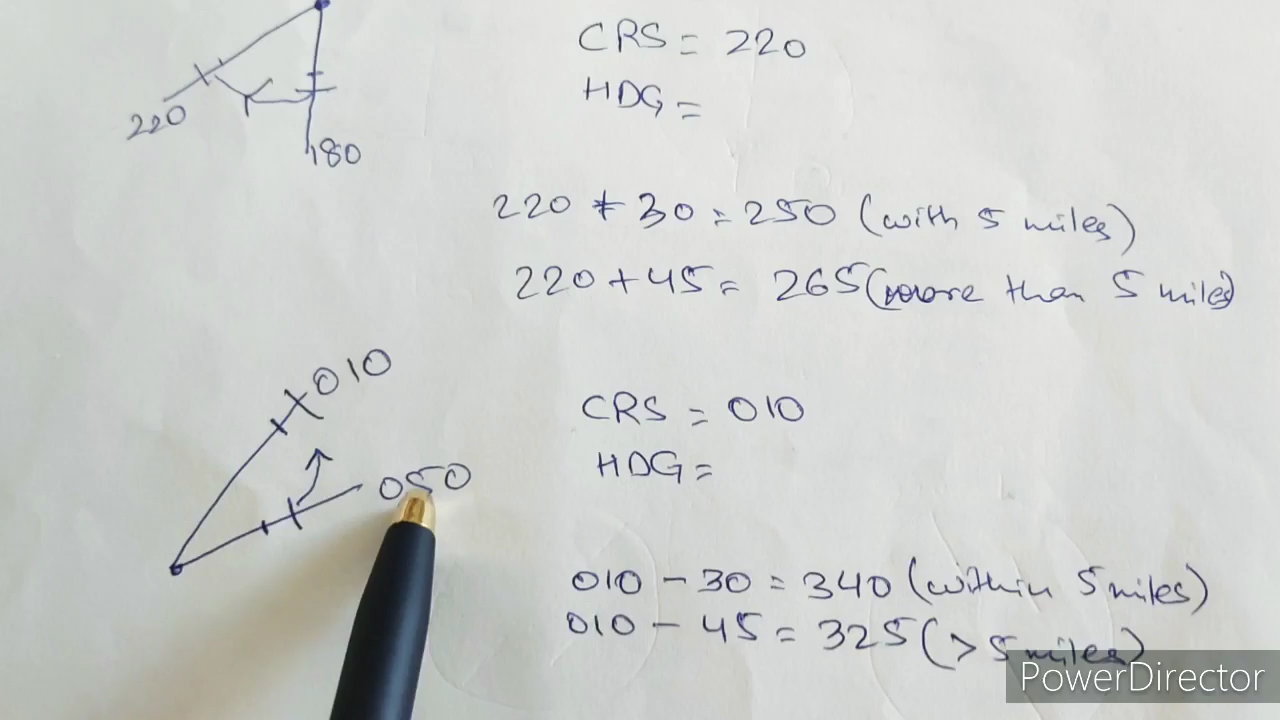 CRS = 220
HDG =
220
180
220 + 30 = 250 (with 5 miles)
220 + 45 = 265 (more than 5 miles)
010
050
CRS = 010
HDG =
010 - 30 = 340 (within 5 miles)
010 - 45 = 325 (> 5 miles)
PowerDirector